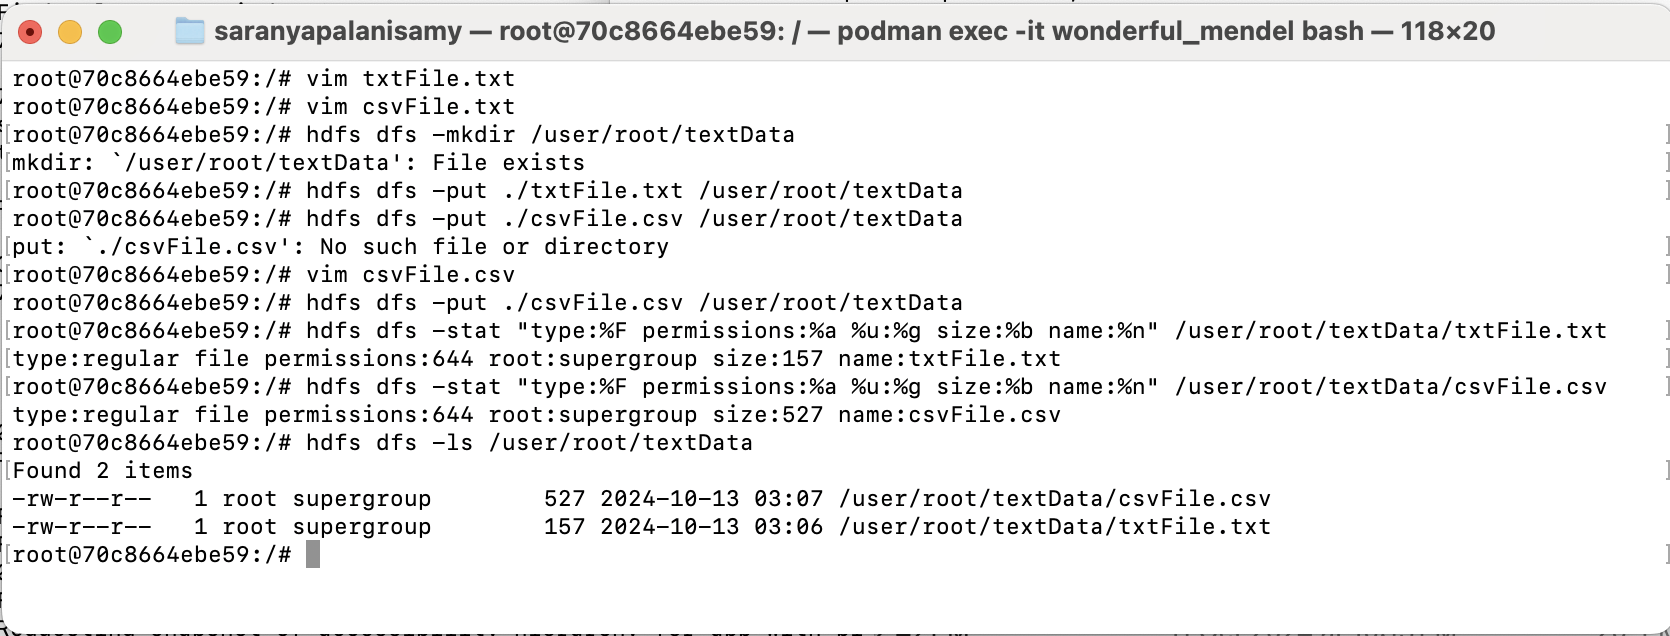 saranyapalanisamy — root@70c8664ebe59: / — podman exec -it wonderful_mendel bash — 118×20
root@70c8664ebe59:/# vim txtFile.txt
root@70c8664ebe59:/# vim csvFile.txt
[root@70c8664ebe59:/# hdfs dfs -mkdir /user/root/textData ]
[mkdir: `/user/root/textData': File exists ]
[root@70c8664ebe59:/# hdfs dfs -put ./txtFile.txt /user/root/textData ]
root@70c8664ebe59:/# hdfs dfs -put ./csvFile.csv /user/root/textData
[put: `./csvFile.csv': No such file or directory ]
[root@70c8664ebe59:/# vim csvFile.csv ]
root@70c8664ebe59:/# hdfs dfs -put ./csvFile.csv /user/root/textData
[root@70c8664ebe59:/# hdfs dfs -stat "type:%F permissions:%a %u:%g size:%b name:%n" /user/root/textData/txtFile.txt ]
[type:regular file permissions:644 root:supergroup size:157 name:txtFile.txt ]
[root@70c8664ebe59:/# hdfs dfs -stat "type:%F permissions:%a %u:%g size:%b name:%n" /user/root/textData/csvFile.csv ]
type:regular file permissions:644 root:supergroup size:527 name:csvFile.csv
root@70c8664ebe59:/# hdfs dfs -ls /user/root/textData
[Found 2 items ]
-rw-r--r--   1 root supergroup        527 2024-10-13 03:07 /user/root/textData/csvFile.csv
-rw-r--r--   1 root supergroup        157 2024-10-13 03:06 /user/root/textData/txtFile.txt
[root@70c8664ebe59:/# ]